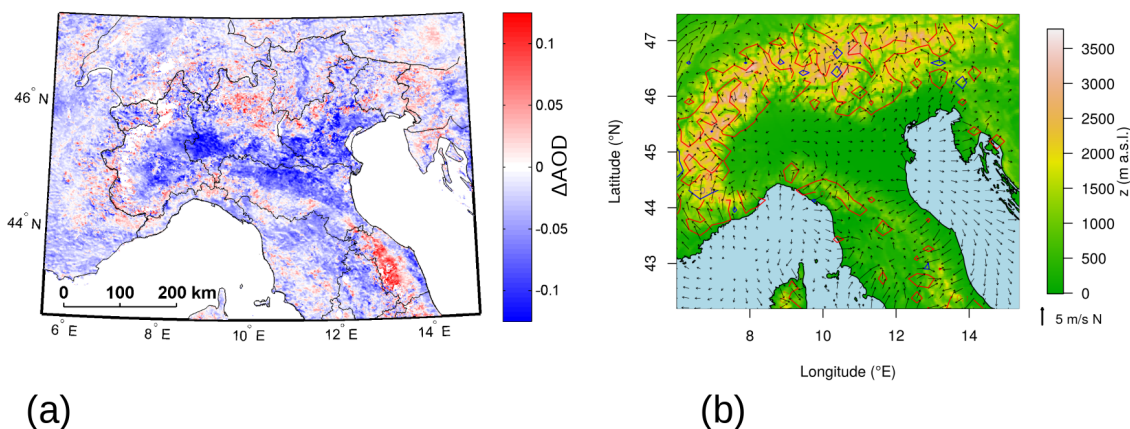 46 °N
44 °N
0 100 200 km
6 °E
8 °E
10 °E
12 °E
14 °E
0.1
0.05
0
-0.05
-0.1
ΔAOD
(a)
47
46
45
44
43
Latitude (°N)
8 10 12 14
Longitude (°E)
3500
3000
2500
2000
1500
1000
500
0
z (m a.s.l.)
5 m/s N
(b)